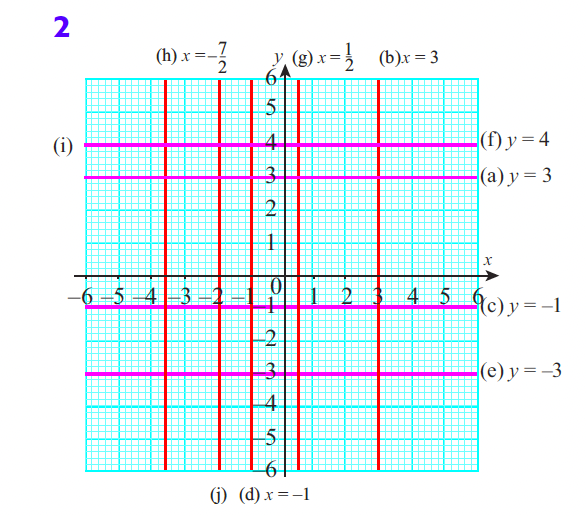 2
(h) x = –7/2 y (g) x = 1/2 (b)x = 3
6
5
(i) 4 (f) y = 4
3 (a) y = 3
2
1
x
0
–6 –5 –4 –3 –2 –1 1 2 3 4 5 6
–1 (c) y = –1
–2
–3 (e) y = –3
–4
–5
–6
(j) (d) x = –1